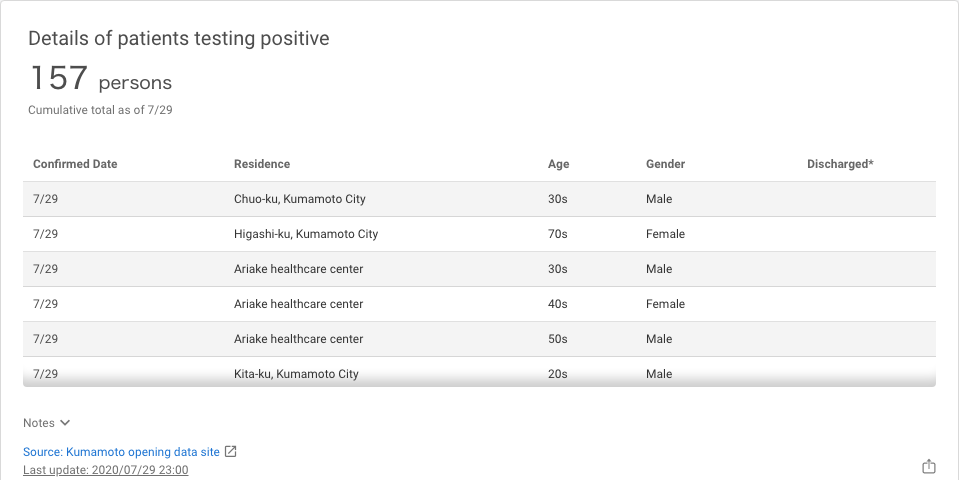 Details of patients testing positive
157 persons
Cumulative total as of 7/29
Confirmed Date Residence Age Gender Discharged*
7/29 Chuo-ku, Kumamoto City 30s Male
7/29 Higashi-ku, Kumamoto City 70s Female
7/29 Ariake healthcare center 30s Male
7/29 Ariake healthcare center 40s Female
7/29 Ariake healthcare center 50s Male
7/29 Kita-ku, Kumamoto City 20s Male
Notes
Source: Kumamoto opening data site
Last update: 2020/07/29 23:00